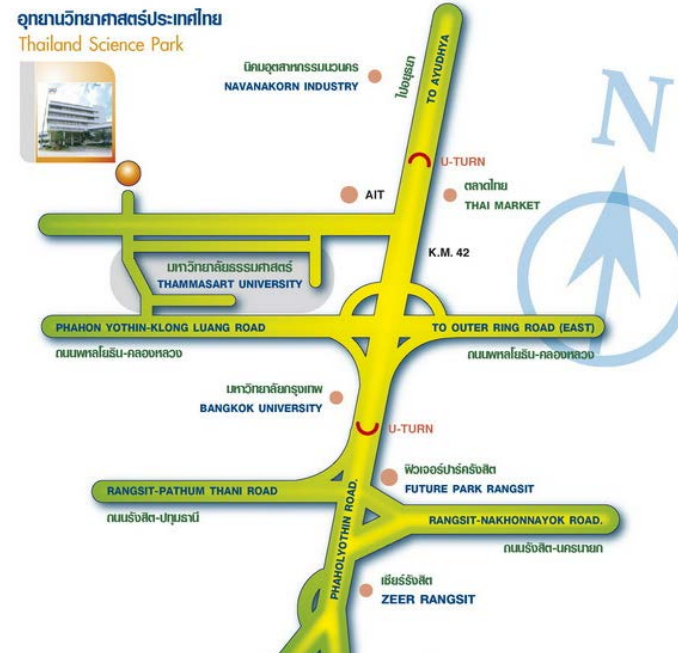 อุทยานวิทยาศาสตร์ประเทศไทย
Thailand Science Park
นิคมอุตสาหกรรมนวนคร
NAVANAKORN INDUSTRY
ไปอยุธยา
TO AYUDHYA
N
U-TURN
AIT
ตลาดไทย
THAI MARKET
K.M. 42
มหาวิทยาลัยธรรมศาสตร์
THAMMASART UNIVERSITY
PHAHON YOTHIN-KLONG LUANG ROAD
TO OUTER RING ROAD (EAST)
ถนนพหลโยธิน-คลองหลวง
ถนนพหลโยธิน-คลองหลวง
มหาวิทยาลัยกรุงเทพ
BANGKOK UNIVERSITY
U-TURN
ฟิวเจอร์ปาร์ครังสิต
FUTURE PARK RANGSIT
RANGSIT-PATHUM THANI ROAD
ถนนรังสิต-ปทุมธานี
PHAHOLYOTHIN ROAD.
RANGSIT-NAKHONNAYOK ROAD.
ถนนรังสิต-นครนายก
เซียร์รังสิต
ZEER RANGSIT